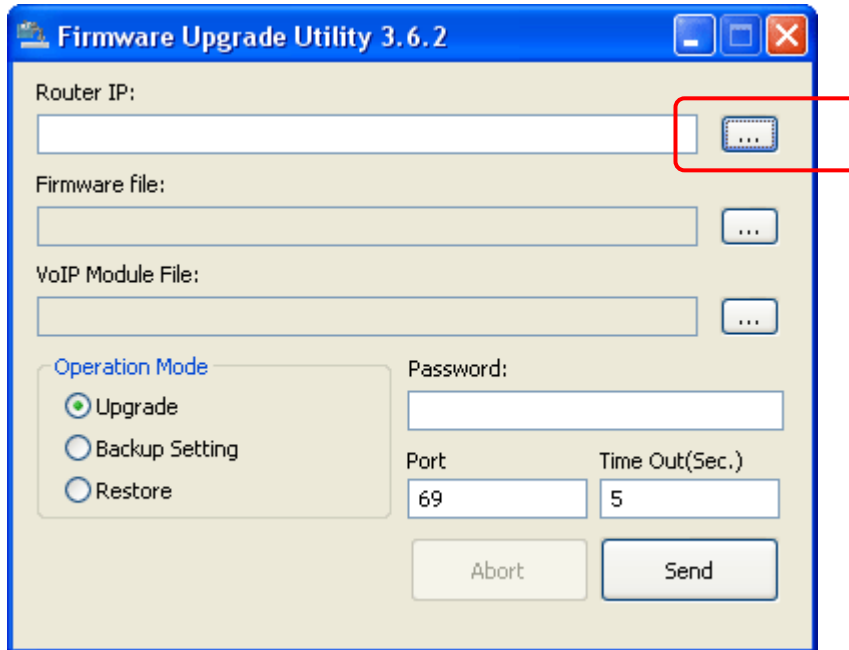 Firmware Upgrade Utility 3.6.2
Router IP:
...
Firmware file:
...
VoIP Module File:
...
Operation Mode
Upgrade
Backup Setting
Restore
Password:
Port
Time Out(Sec.)
69
5
Abort
Send